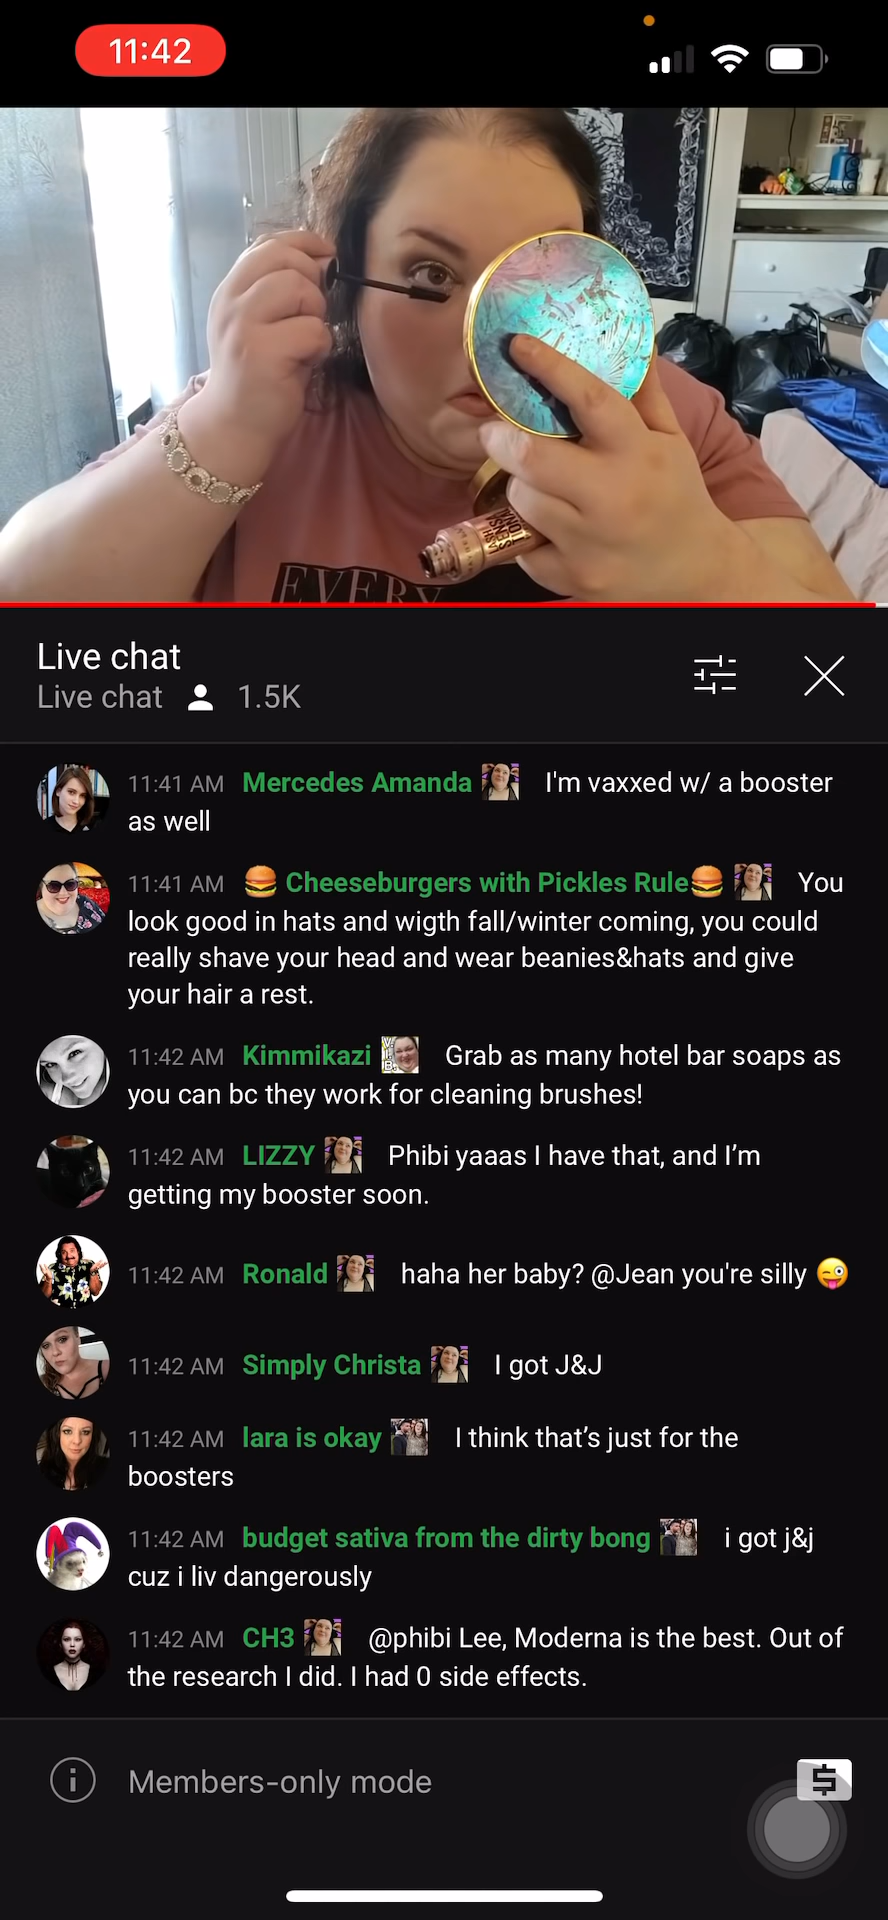 11:42
LASH
SENS
ATIONAL
EVERY
Live chat
Live chat 1.5K
11:41 AM Mercedes Amanda I'm vaxxed w/ a booster
as well
11:41 AM 🍔 Cheeseburgers with Pickles Rule🍔 You
look good in hats and wigth fall/winter coming, you could
really shave your head and wear beanies&hats and give
your hair a rest.
11:42 AM Kimmikazi Grab as many hotel bar soaps as
you can bc they work for cleaning brushes!
11:42 AM LIZZY Phibi yaaas I have that, and I’m
getting my booster soon.
11:42 AM Ronald haha her baby? @Jean you're silly 😜
11:42 AM Simply Christa I got J&J
11:42 AM lara is okay I think that’s just for the
boosters
11:42 AM budget sativa from the dirty bong i got j&j
cuz i liv dangerously
11:42 AM CH3 @phibi Lee, Moderna is the best. Out of
the research I did. I had 0 side effects.
Members-only mode